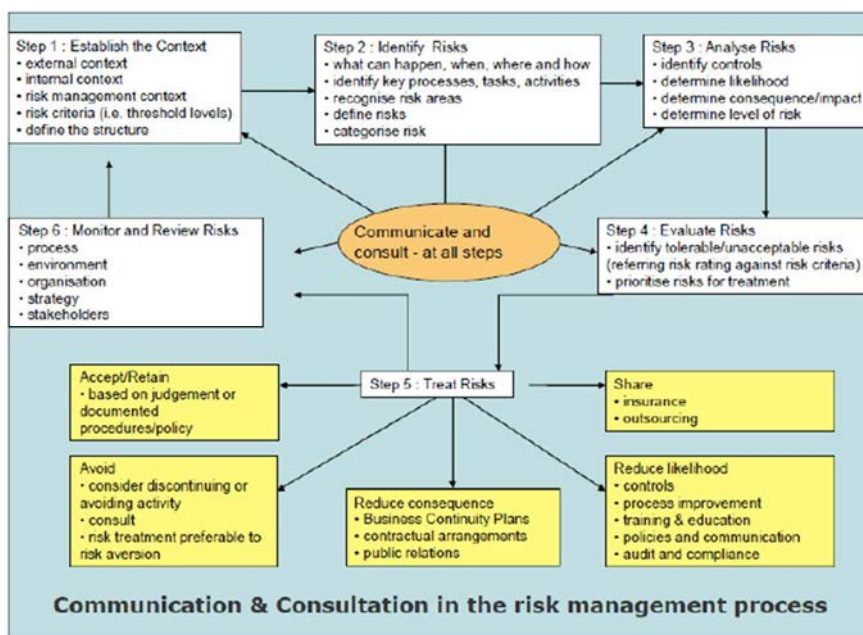 Step 1 : Establish the Context
• external context
• internal context
• risk management context
• risk criteria (i.e. threshold levels)
• define the structure
Step 2 : Identify Risks
• what can happen, when, where and how
• identify key processes, tasks, activities
• recognise risk areas
• define risks
• categorise risk
Step 3 : Analyse Risks
• identify controls
• determine likelihood
• determine consequence/impact
• determine level of risk
Communicate and
consult - at all steps
Step 6 : Monitor and Review Risks
• process
• environment
• organisation
• strategy
• stakeholders
Step 4 : Evaluate Risks
• identify tolerable/unacceptable risks
(referring risk rating against risk criteria)
• prioritise risks for treatment
Step 5 : Treat Risks
Accept/Retain
• based on judgement or
documented
procedures/policy
Share
• insurance
• outsourcing
Avoid
• consider discontinuing or
avoiding activity
• consult
• risk treatment preferable to
risk aversion
Reduce consequence
• Business Continuity Plans
• contractual arrangements
• public relations
Reduce likelihood
• controls
• process improvement
• training & education
• policies and communication
• audit and compliance
Communication & Consultation in the risk management process